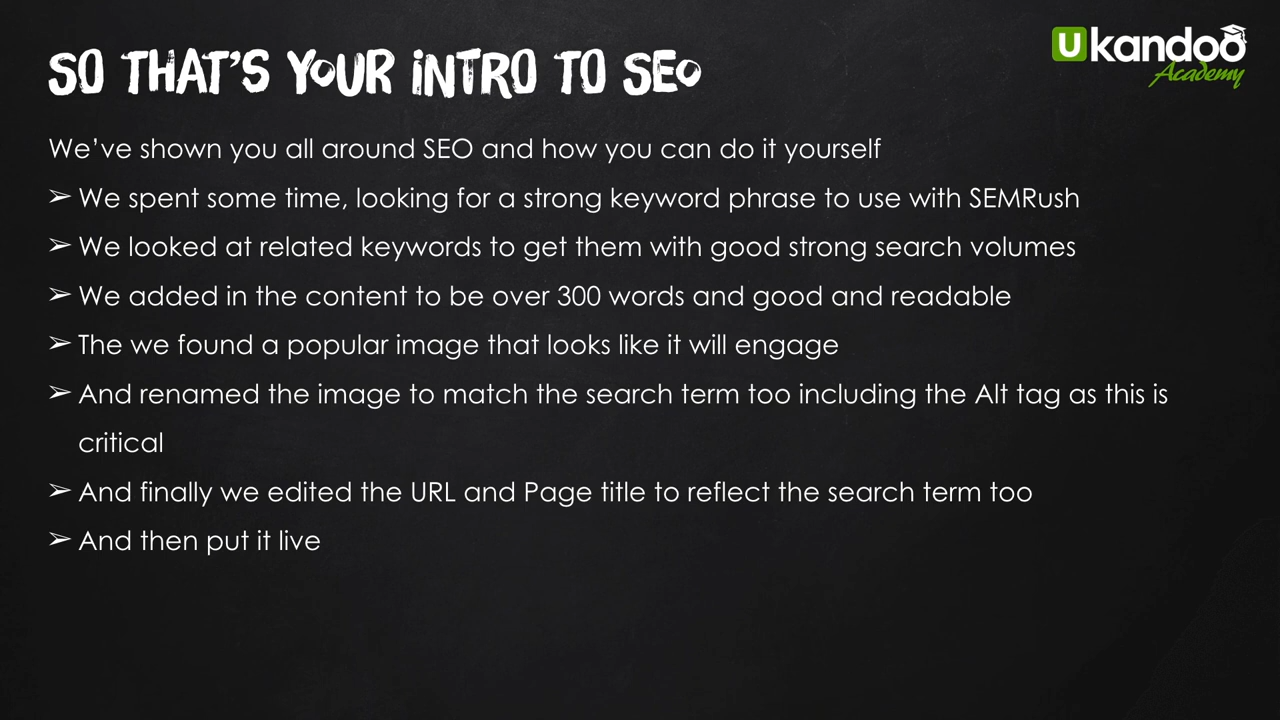 SO THAT'S YOUR INTRO TO SEO
Ukandoo
Academy
We've shown you all around SEO and how you can do it yourself
➢ We spent some time, looking for a strong keyword phrase to use with SEMRush
➢ We looked at related keywords to get them with good strong search volumes
➢ We added in the content to be over 300 words and good and readable
➢ The we found a popular image that looks like it will engage
➢ And renamed the image to match the search term too including the Alt tag as this is
critical
➢ And finally we edited the URL and Page title to reflect the search term too
➢ And then put it live